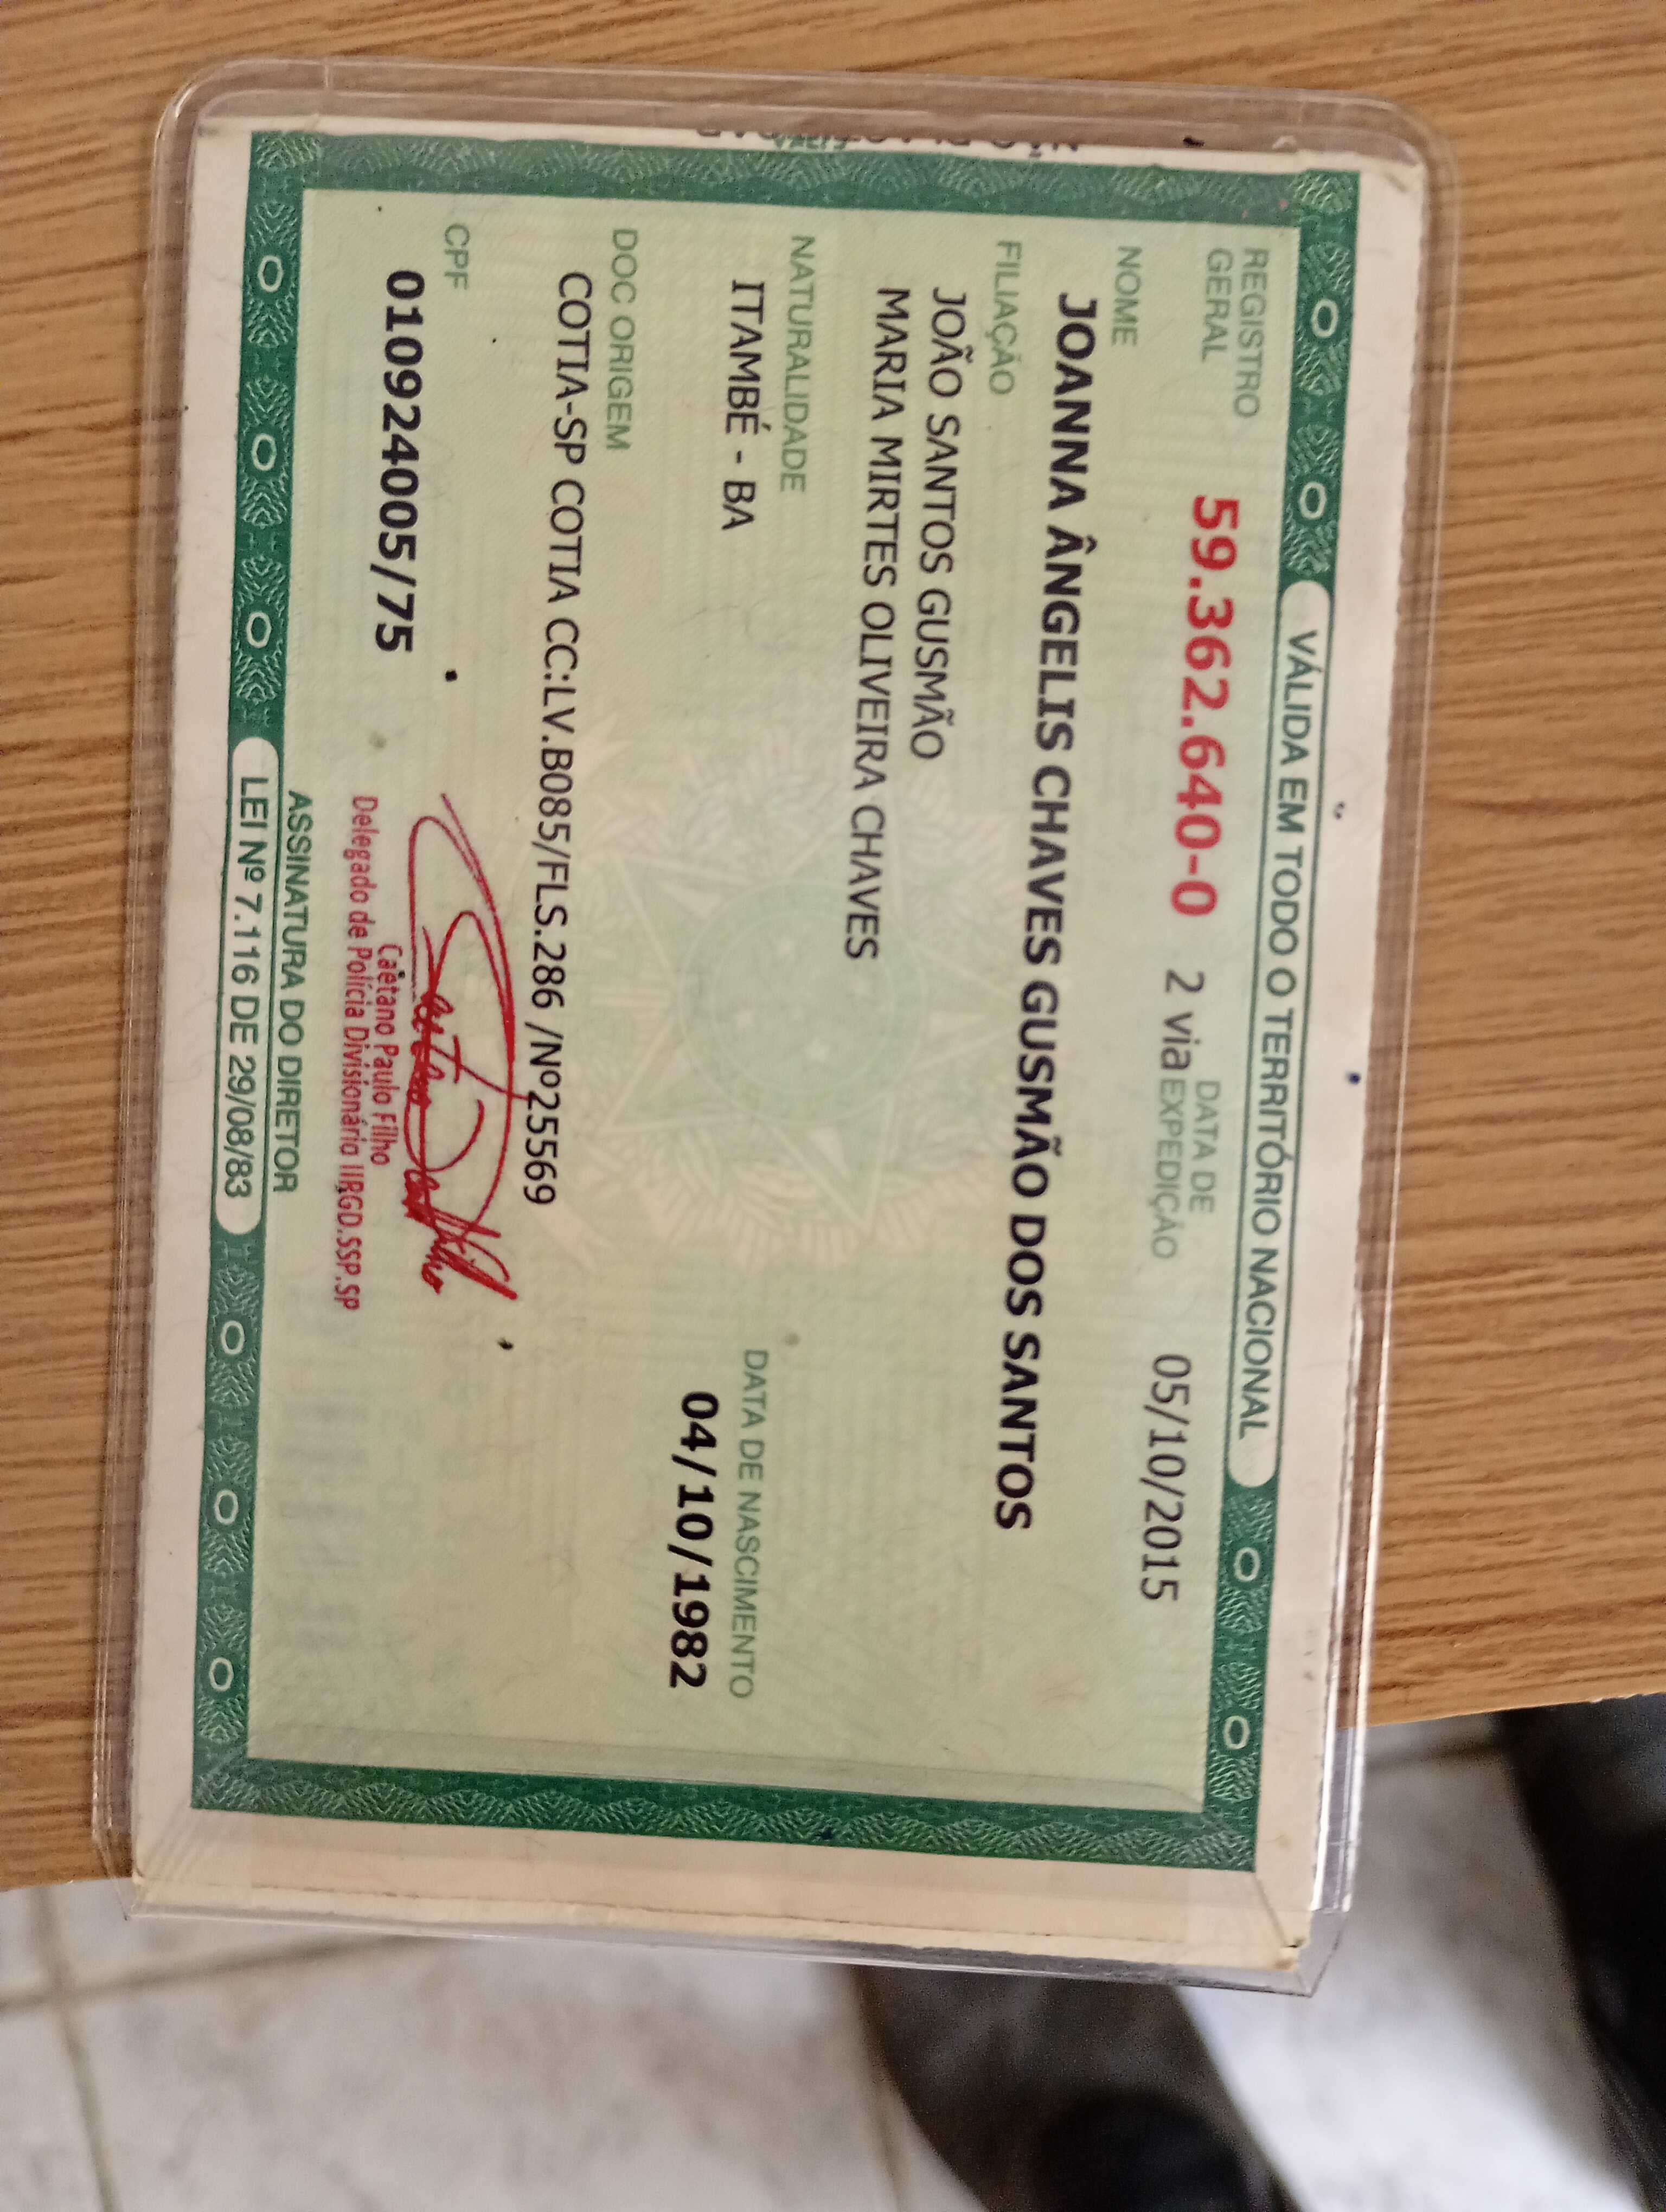 VÁLIDA EM TODO O TERRITÓRIO NACIONAL
REGISTRO GERAL 59.362.640-0 2 via DATA DE EXPEDIÇÃO 05/10/2015
NOME
JOANNA ÂNGELIS CHAVES GUSMÃO DOS SANTOS
FILIAÇÃO
JOÃO SANTOS GUSMÃO
MARIA MIRTES OLIVEIRA CHAVES
NATURALIDADE DATA DE NASCIMENTO
ITAMBÉ - BA 04/10/1982
DOC ORIGEM
COTIA-SP COTIA CC:LV.B085/FLS.286 /Nº25569
CPF
010924005/75
Caetano Paulo Filho
Delegado de Polícia Divisionário IIRGD.SSP.SP
ASSINATURA DO DIRETOR
LEI Nº 7.116 DE 29/08/83